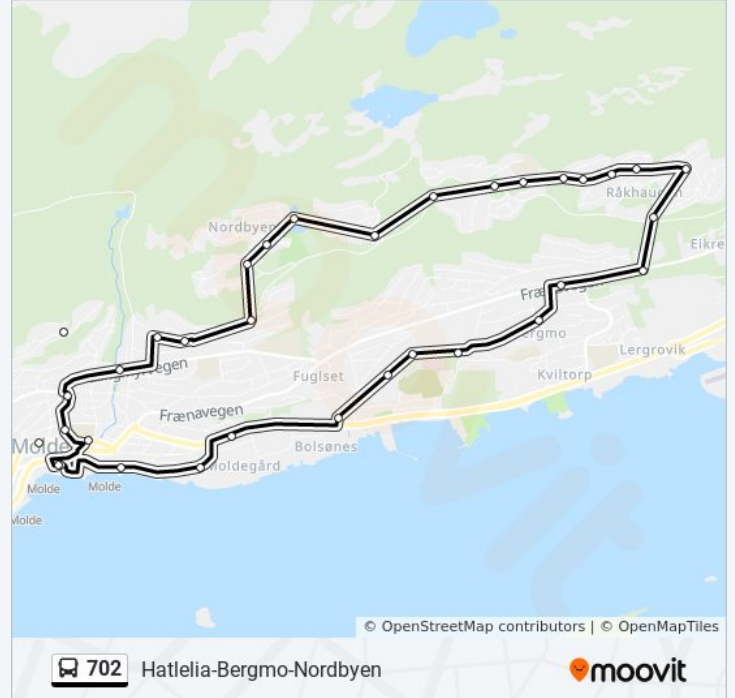 Nordbyen
Råkhaugen
Eikre
Frænavegen
Bergmo
Lergrovik
Kviltorp
Fuglset
Frænavegen
Bolsønes
Molde
Moldegård
Molde
Molde
Molde
© OpenStreetMap contributors | © OpenMapTiles
702 Hatlelia-Bergmo-Nordbyen
moovit